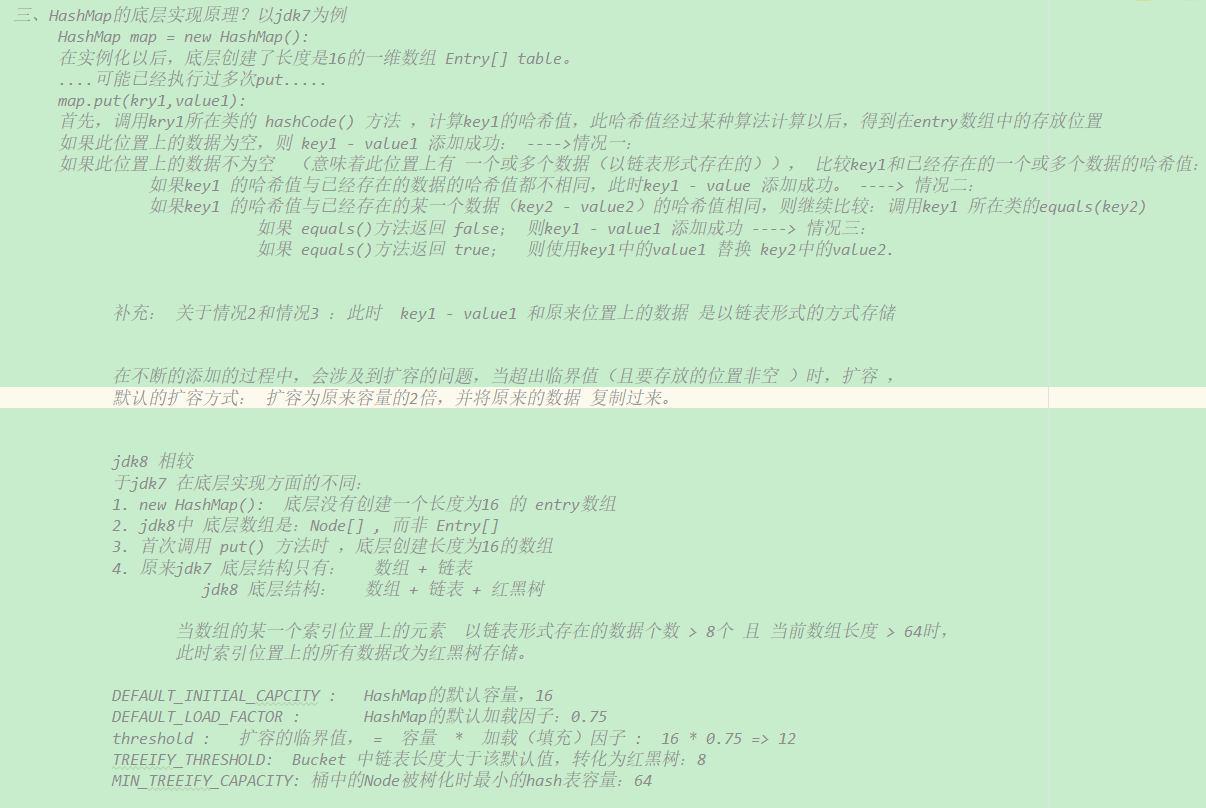 三、HashMap的底层实现原理？以jdk7为例
HashMap map = new HashMap():
在实例化以后，底层创建了长度是16的一维数组 Entry[] table。
....可能已经执行过多次put.....
map.put(kry1,value1):
首先，调用kry1所在类的 hashCode() 方法 ，计算key1的哈希值，此哈希值经过某种算法计算以后，得到在entry数组中的存放位置
如果此位置上的数据为空，则 key1 - value1 添加成功： ---->情况一：
如果此位置上的数据不为空 （意味着此位置上有 一个或多个数据（以链表形式存在的））， 比较key1和已经存在的一个或多个数据的哈希值：
如果key1 的哈希值与已经存在的数据的哈希值都不相同，此时key1 - value 添加成功。 ----> 情况二：
如果key1 的哈希值与已经存在的某一个数据（key2 - value2）的哈希值相同，则继续比较：调用key1 所在类的equals(key2)
如果 equals()方法返回 false； 则key1 - value1 添加成功 ----> 情况三：
如果 equals()方法返回 true； 则使用key1中的value1 替换 key2中的value2.
补充： 关于情况2和情况3 ：此时 key1 - value1 和原来位置上的数据 是以链表形式的方式存储
在不断的添加的过程中，会涉及到扩容的问题，当超出临界值（且要存放的位置非空 ）时，扩容 ，
默认的扩容方式： 扩容为原来容量的2倍，并将原来的数据 复制过来。
jdk8 相较
于jdk7 在底层实现方面的不同：
1. new HashMap(): 底层没有创建一个长度为16 的 entry数组
2. jdk8中 底层数组是：Node[] , 而非 Entry[]
3. 首次调用 put() 方法时 ，底层创建长度为16的数组
4. 原来jdk7 底层结构只有： 数组 + 链表
jdk8 底层结构： 数组 + 链表 + 红黑树
当数组的某一个索引位置上的元素 以链表形式存在的数据个数 > 8个 且 当前数组长度 > 64时，
此时索引位置上的所有数据改为红黑树存储。
DEFAULT_INITIAL_CAPCITY : HashMap的默认容量，16
DEFAULT_LOAD_FACTOR : HashMap的默认加载因子：0.75
threshold : 扩容的临界值， = 容量 * 加载（填充）因子 : 16 * 0.75 => 12
TREEIFY_THRESHOLD: Bucket 中链表长度大于该默认值，转化为红黑树：8
MIN_TREEIFY_CAPACITY: 桶中的Node被树化时最小的hash表容量：64